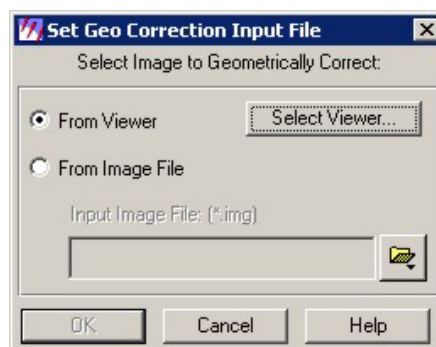 Set Geo Correction Input File
Select Image to Geometrically Correct:
From Viewer
Select Viewer...
From Image File
Input Image File: (*.img)
OK
Cancel
Help